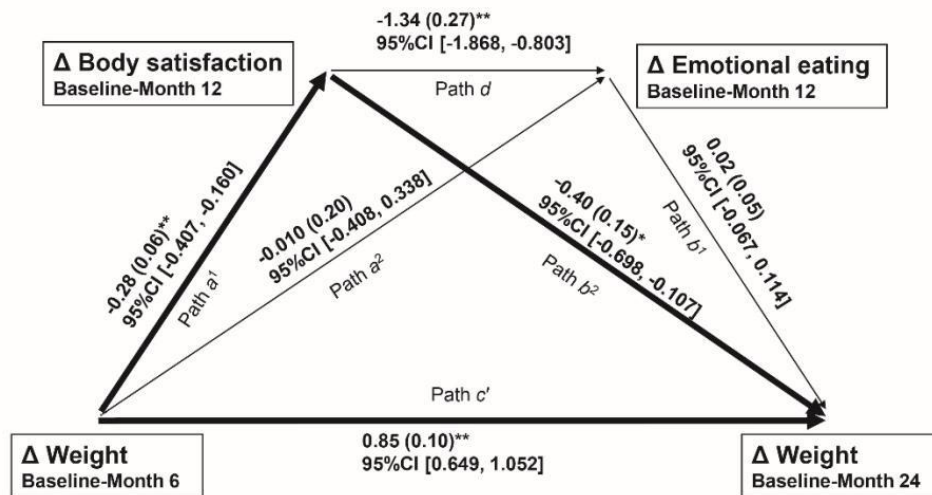 -1.34 (0.27)**
95%CI [-1.868, -0.803]
Δ Body satisfaction
Baseline-Month 12
Path d
Δ Emotional eating
Baseline-Month 12
-0.28 (0.06)**
95%CI [-0.407, -0.160]
Path a¹
-0.010 (0.20)
95%CI [-0.408, 0.338]
Path a²
-0.40 (0.15)*
95%CI [-0.698, -0.107]
Path b²
0.02 (0.05)
95%CI [-0.067, 0.114]
Path b¹
Path c′
0.85 (0.10)**
95%CI [0.649, 1.052]
Δ Weight
Baseline-Month 6
Δ Weight
Baseline-Month 24